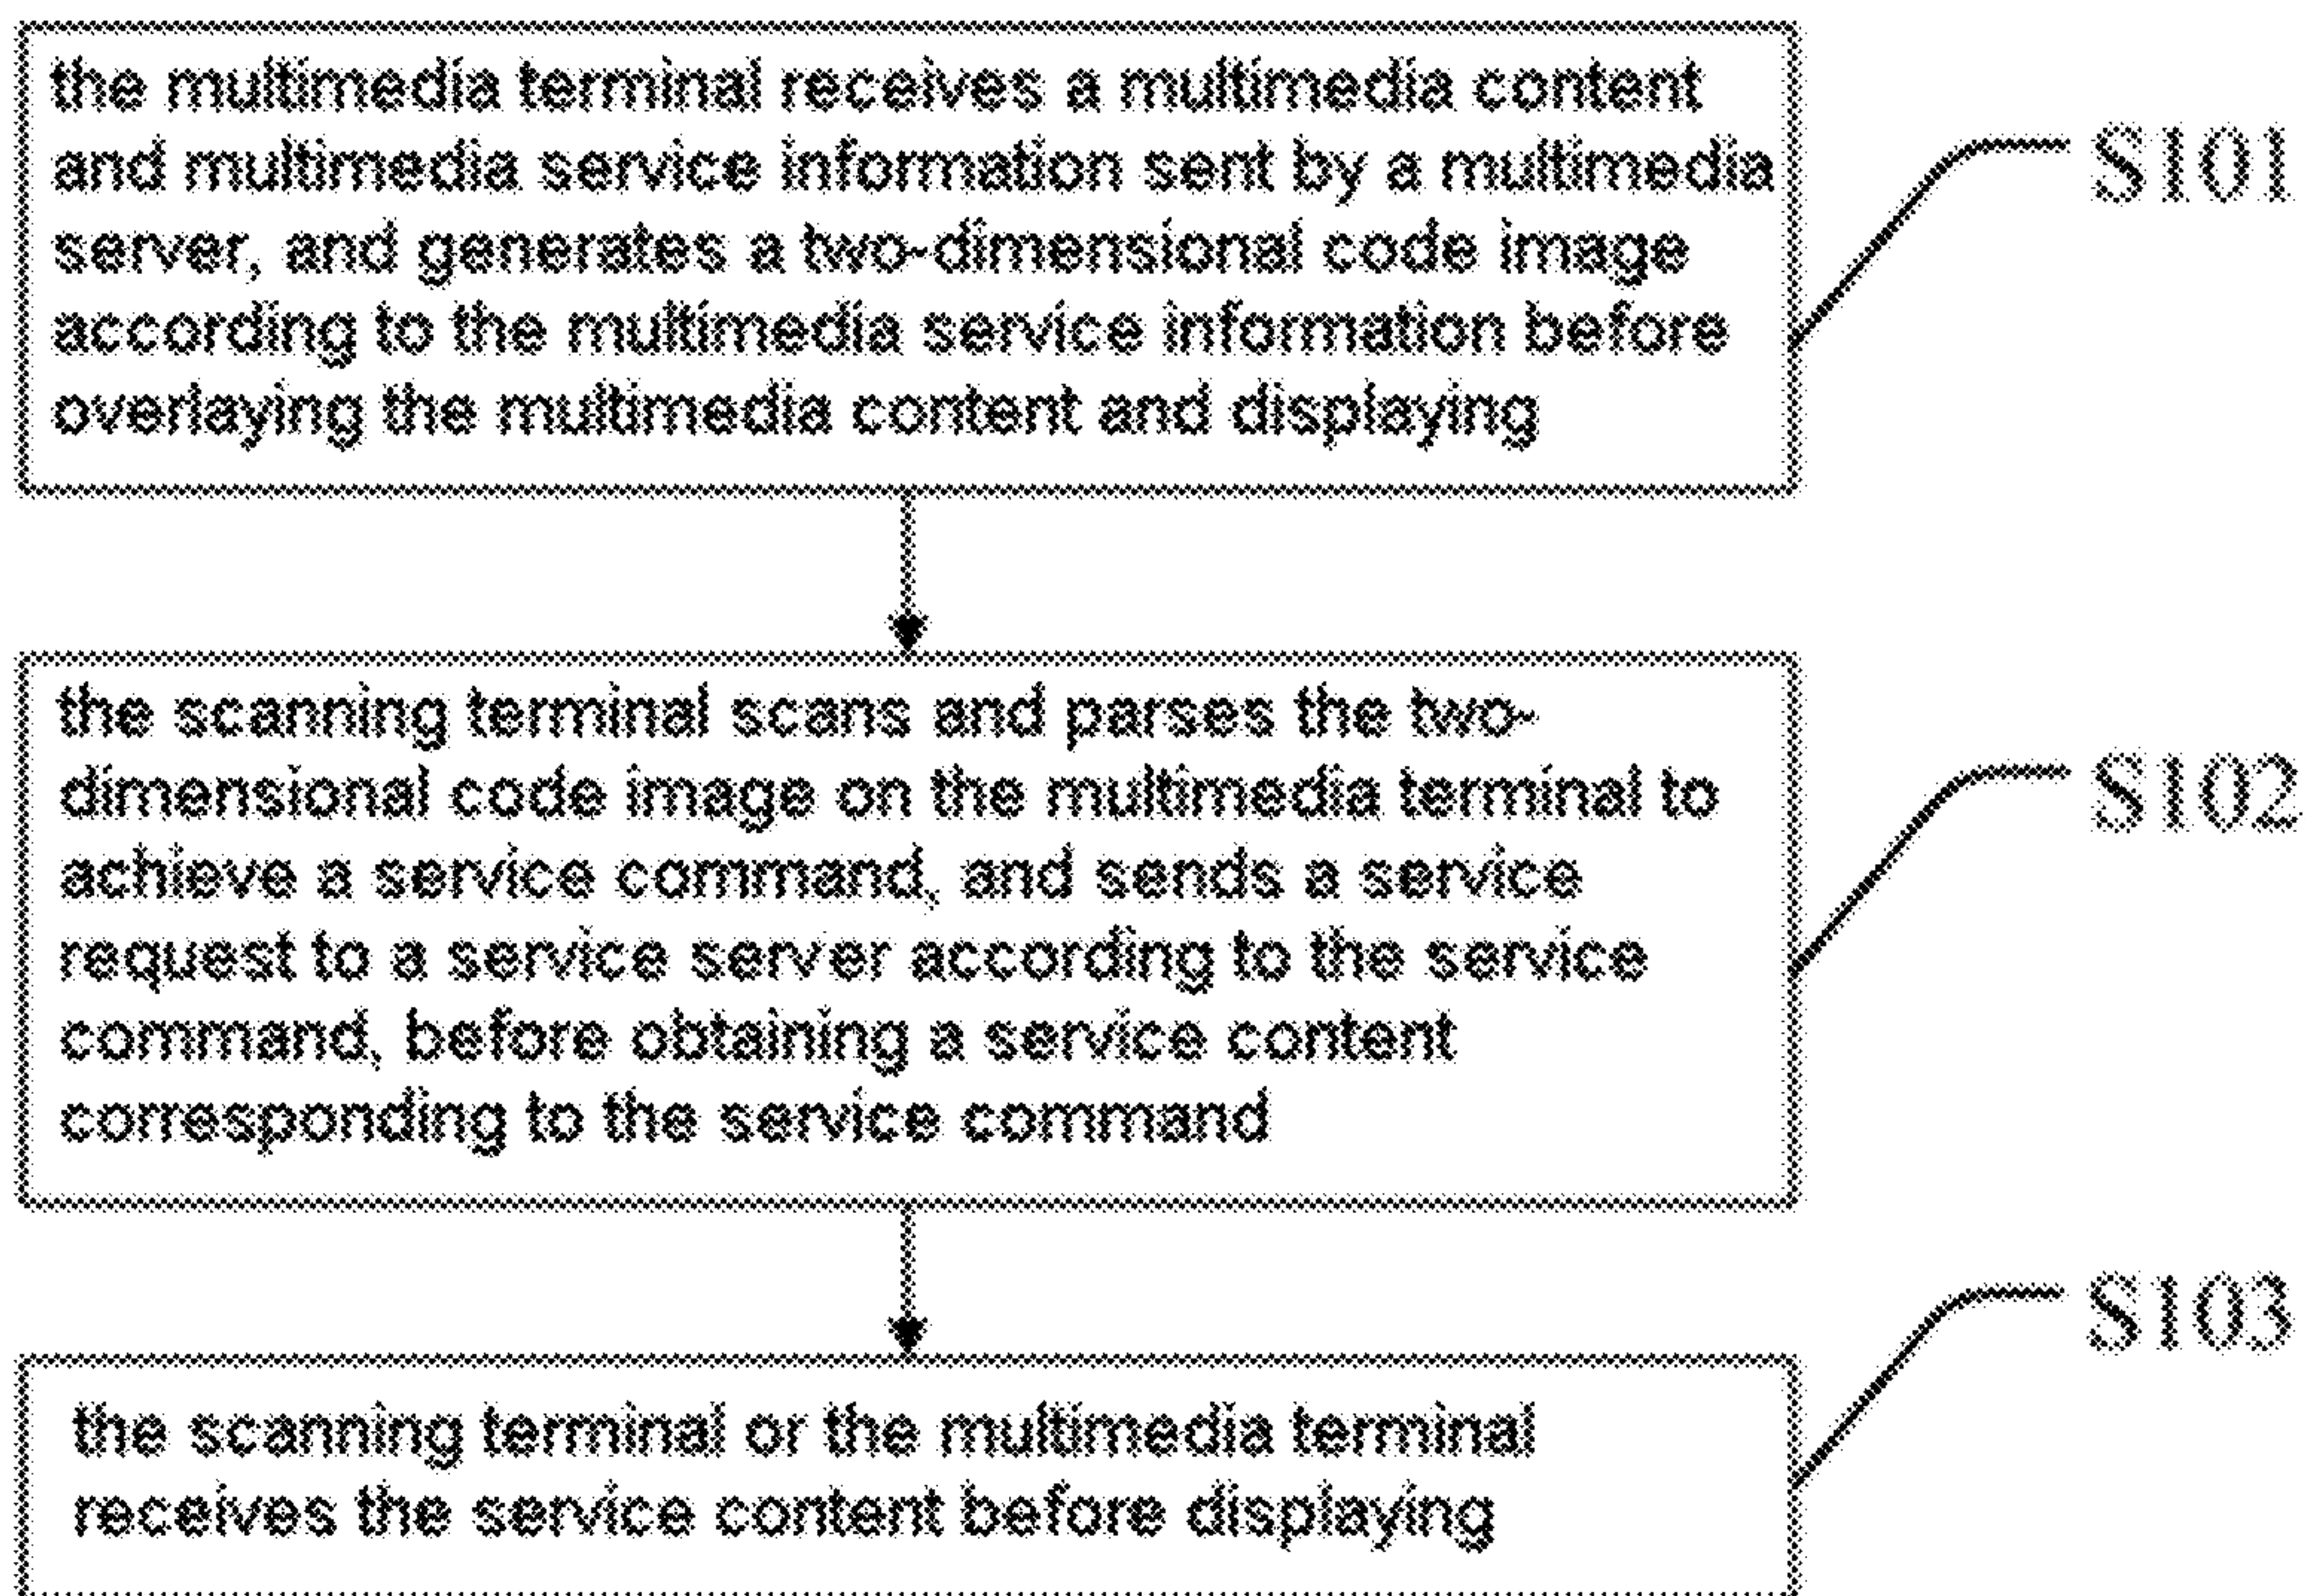 the multimedia terminal receives a multimedia content
and multimedia service information sent by a multimedia
server, and generates a two-dimensional code image
according to the multimedia service information before
overlaying the multimedia content and displaying
S101
the scanning terminal scans and parses the two-
dimensional code image on the multimedia terminal to
achieve a service command, and sends a service
request to a service server according to the service
command, before obtaining a service content
corresponding to the service command
S102
the scanning terminal or the multimedia terminal
receives the service content before displaying
S103